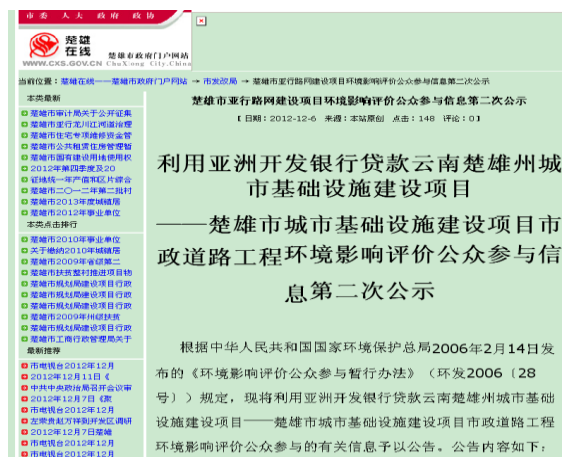 市委 人大 政府 政协
楚雄在线
楚雄市政府门户网站
WWW.CXS.GOV.CN ChuXiong City.China
当前位置：楚雄在线——楚雄市政府门户网站 → 市发改局 → 楚雄市亚行路网建设项目环境影响评价公众参与信息第二次公示
本类最新
楚雄市审计局关于公开征集
楚雄市亚行龙川江河道治理
楚雄市住宅专项维修资金管
楚雄市公共租赁住房管理暂
楚雄市国有建设用地使用权
2012年第四季度及20
征地统一年产值和区片综合
楚雄市二〇一二年第二批村
楚雄市2013年度城镇居
楚雄市2012年事业单位
本类点击排行
楚雄市2010年事业单位
关于缴纳2010年城镇居
楚雄市2009年省级第二
楚雄市扶贫整村推进项目物
楚雄市规划局建设项目行政
楚雄市规划局建设项目行政
楚雄市规划局建设项目行政
楚雄市2009年州级扶贫
楚雄市规划局建设项目行政
楚雄市工商行政管理局关于
最新推荐
市电视台2012年12月
2012年12月11日《
中共中央政治局召开会议审
2012年12月7日《聚
市电视台2012年12月
左荣贵赵万祥到开发区调研
2012年12月7日楚雄
市电视台2012年12月
市电视台2012年12月
楚雄市亚行路网建设项目环境影响评价公众参与信息第二次公示
【 日期：2012-12-6 来源：本站原创 点击：148 评论：0】
利用亚洲开发银行贷款云南楚雄州城
市基础设施建设项目
——楚雄市城市基础设施建设项目市
政道路工程环境影响评价公众参与信
息第二次公示
根据中华人民共和国国家环境保护总局2006年2月14日发
布的《环境影响评价公众参与暂行办法》（环发2006〔28
号〕）规定，现将利用亚洲开发银行贷款云南楚雄州城市基础
设施建设项目——楚雄市城市基础设施建设项目市政道路工程
环境影响评价公众参与的有关信息予以公告。公告内容如下：